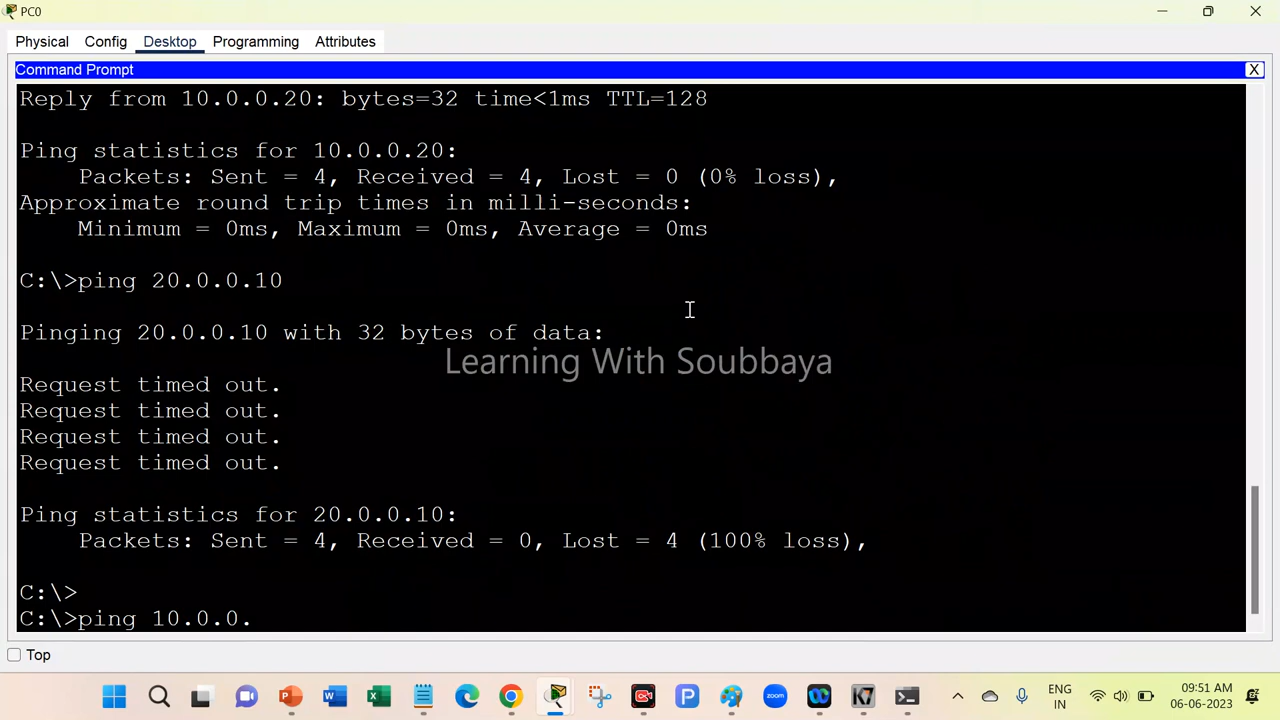 PC0
Physical Config Desktop Programming Attributes
Command Prompt X
Reply from 10.0.0.20: bytes=32 time<1ms TTL=128
Ping statistics for 10.0.0.20:
Packets: Sent = 4, Received = 4, Lost = 0 (0% loss),
Approximate round trip times in milli-seconds:
Minimum = 0ms, Maximum = 0ms, Average = 0ms
C:\>ping 20.0.0.10
Pinging 20.0.0.10 with 32 bytes of data:
Learning With Soubbaya
Request timed out.
Request timed out.
Request timed out.
Request timed out.
Ping statistics for 20.0.0.10:
Packets: Sent = 4, Received = 0, Lost = 4 (100% loss),
C:\>
C:\>ping 10.0.0.
Top
ENG
IN
09:51 AM
06-06-2023